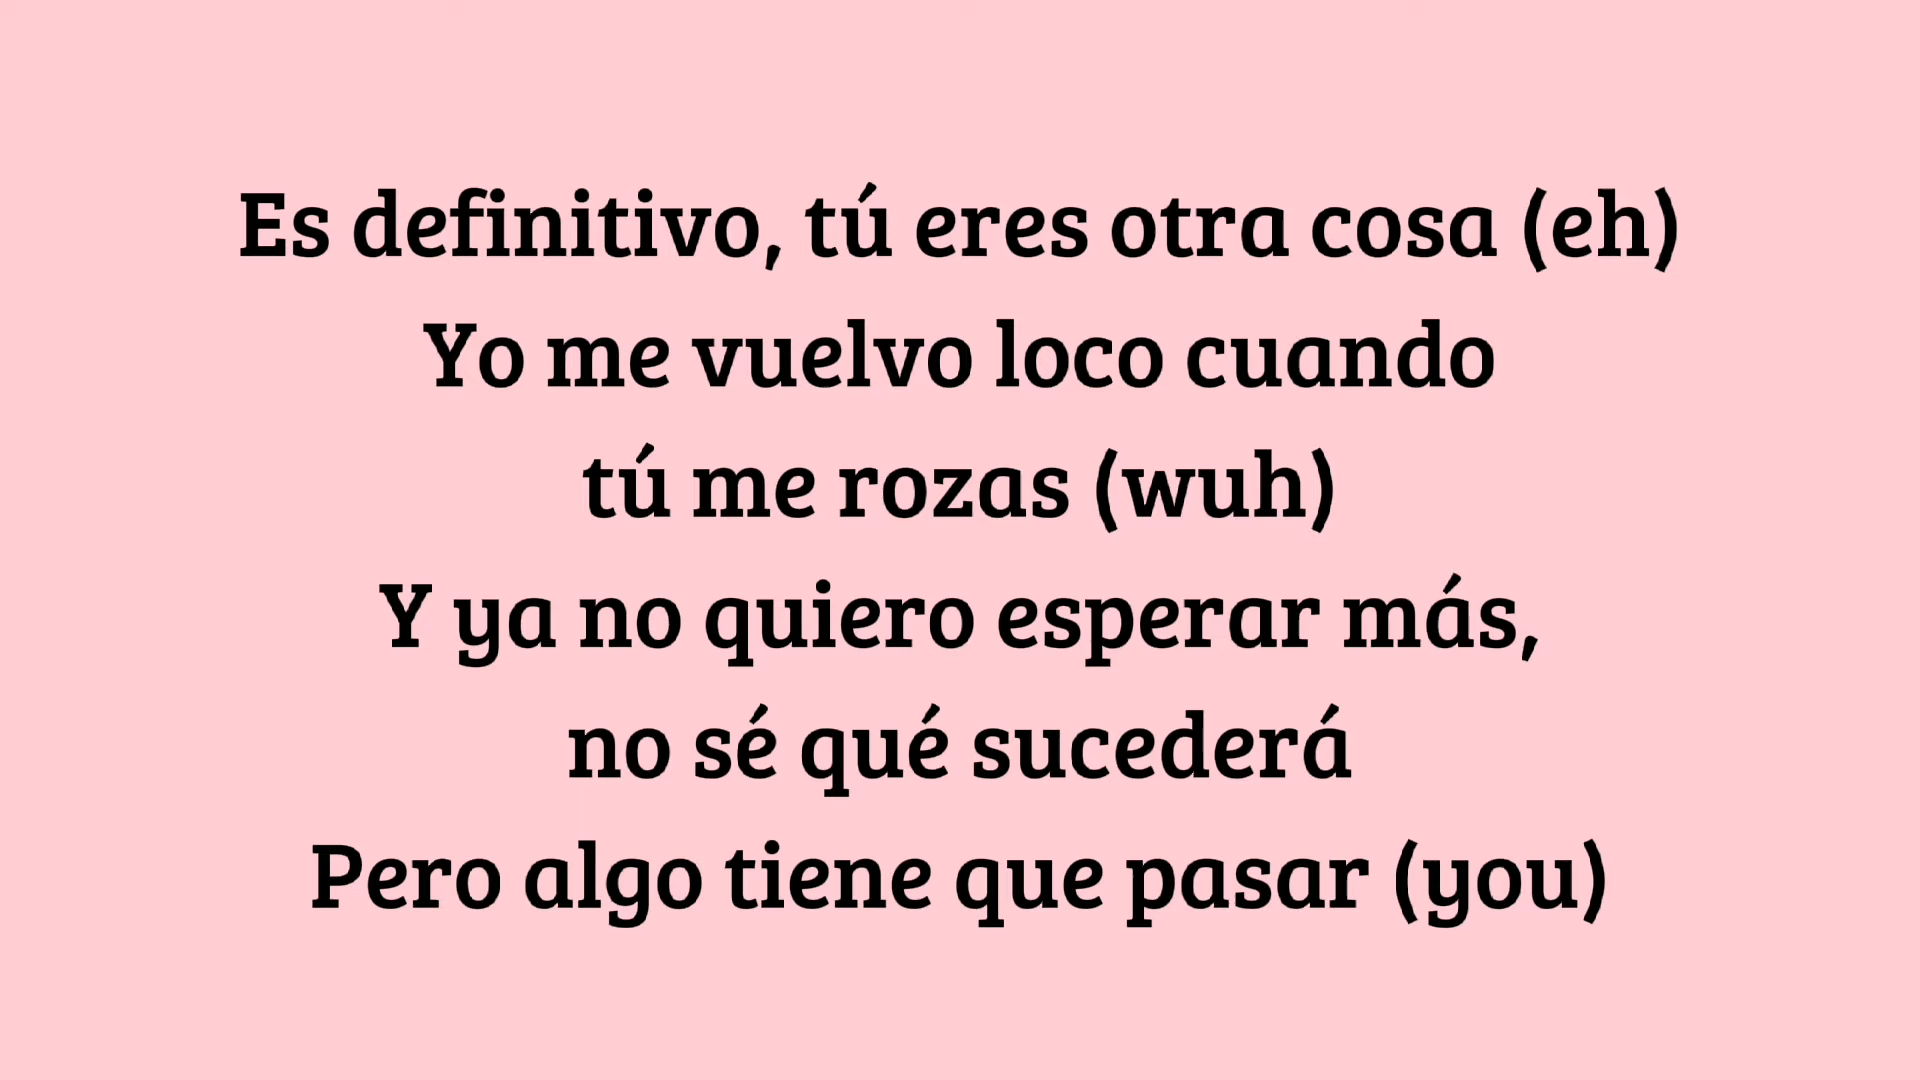 Es definitivo, tú eres otra cosa (eh)
Yo me vuelvo loco cuando
tú me rozas (wuh)
Y ya no quiero esperar más,
no sé qué sucederá
Pero algo tiene que pasar (you)